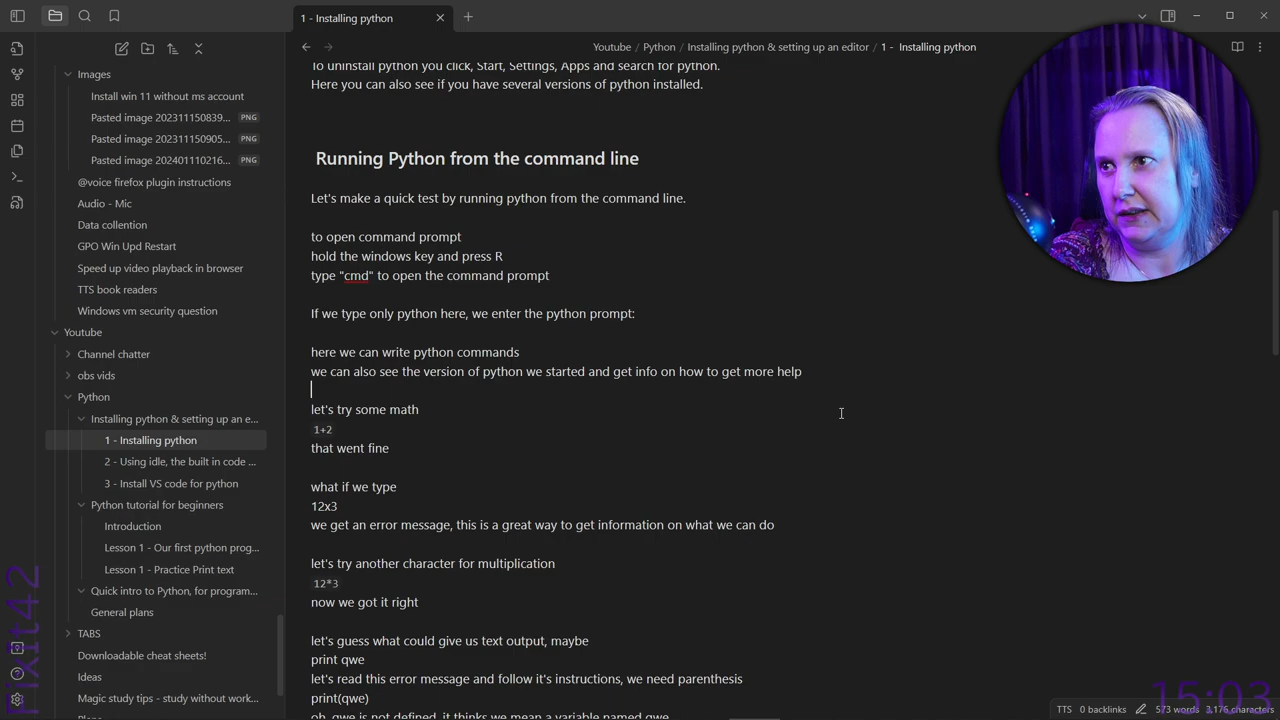 1 - Installing python
Youtube / Python / Installing python & setting up an editor / 1 - Installing python
Images
Install win 11 without ms account
Pasted image 202311150839... PNG
Pasted image 202311150905... PNG
Pasted image 202401110216... PNG
@voice firefox plugin instructions
Audio - Mic
Data collention
GPO Win Upd Restart
Speed up video playback in browser
TTS book readers
Windows vm security question
Youtube
Channel chatter
obs vids
Python
Installing python & setting up an e...
1 - Installing python
2 - Using idle, the built in code ...
3 - Install VS code for python
Python tutorial for beginners
Introduction
Lesson 1 - Our first python prog...
Lesson 1 - Practice Print text
Quick intro to Python, for program...
General plans
TABS
Downloadable cheat sheets!
Ideas
Magic study tips - study without work...
Plans
To uninstall python you click, Start, Settings, Apps and search for python.
Here you can also see if you have several versions of python installed.
Running Python from the command line
Let's make a quick test by running python from the command line.
to open command prompt
hold the windows key and press R
type "cmd" to open the command prompt
If we type only python here, we enter the python prompt:
here we can write python commands
we can also see the version of python we started and get info on how to get more help
let's try some math
1+2
that went fine
what if we type
12x3
we get an error message, this is a great way to get information on what we can do
let's try another character for multiplication
12*3
now we got it right
let's guess what could give us text output, maybe
print qwe
let's read this error message and follow it's instructions, we need parenthesis
print(qwe)
oh, qwe is not defined, it thinks we mean a variable named qwe
TTS 0 backlinks 573 words 3,176 characters
Fixit42
15:03